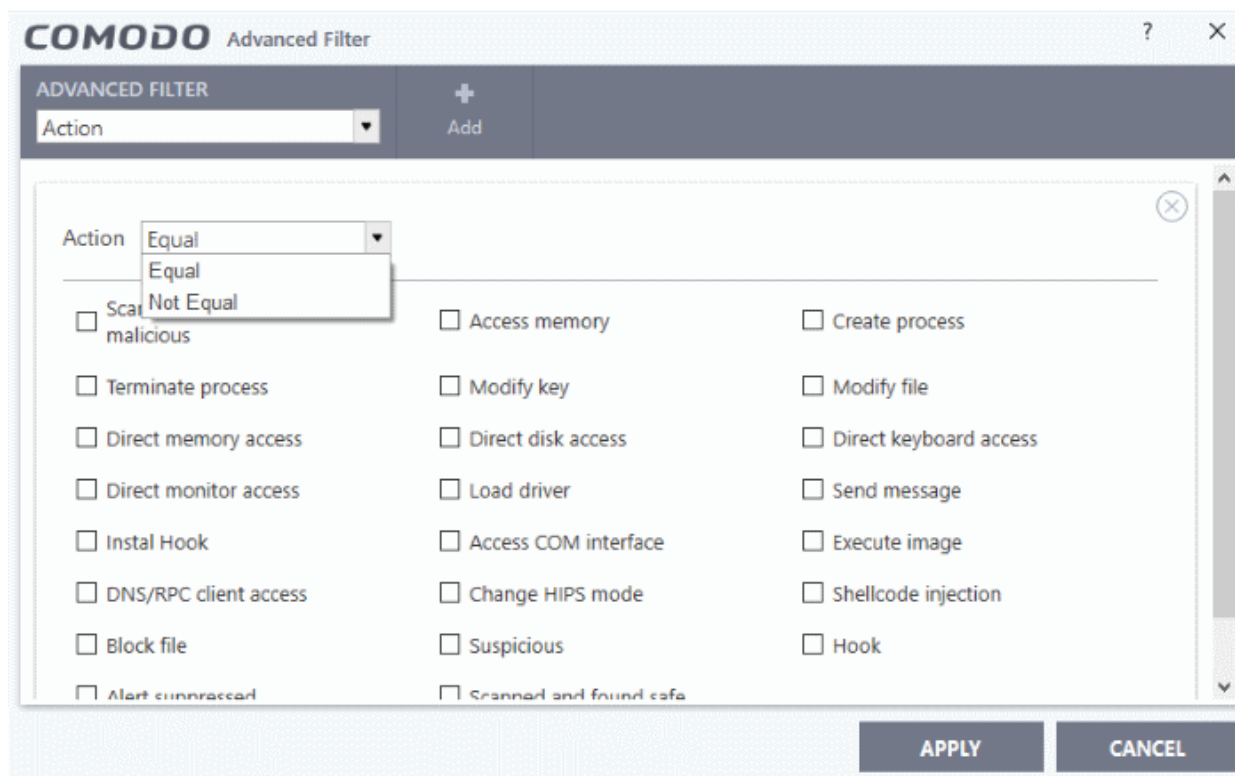 COMODO Advanced Filter ?
ADVANCED FILTER
Action
Add
Action Equal
Equal
Not Equal
malicious
Access memory
Create process
Terminate process
Modify key
Modify file
Direct memory access
Direct disk access
Direct keyboard access
Direct monitor access
Load driver
Send message
Instal Hook
Access COM interface
Execute image
DNS/RPC client access
Change HIPS mode
Shellcode injection
Block file
Suspicious
Hook
Alert suppressed
Scanned and found safe
APPLY
CANCEL